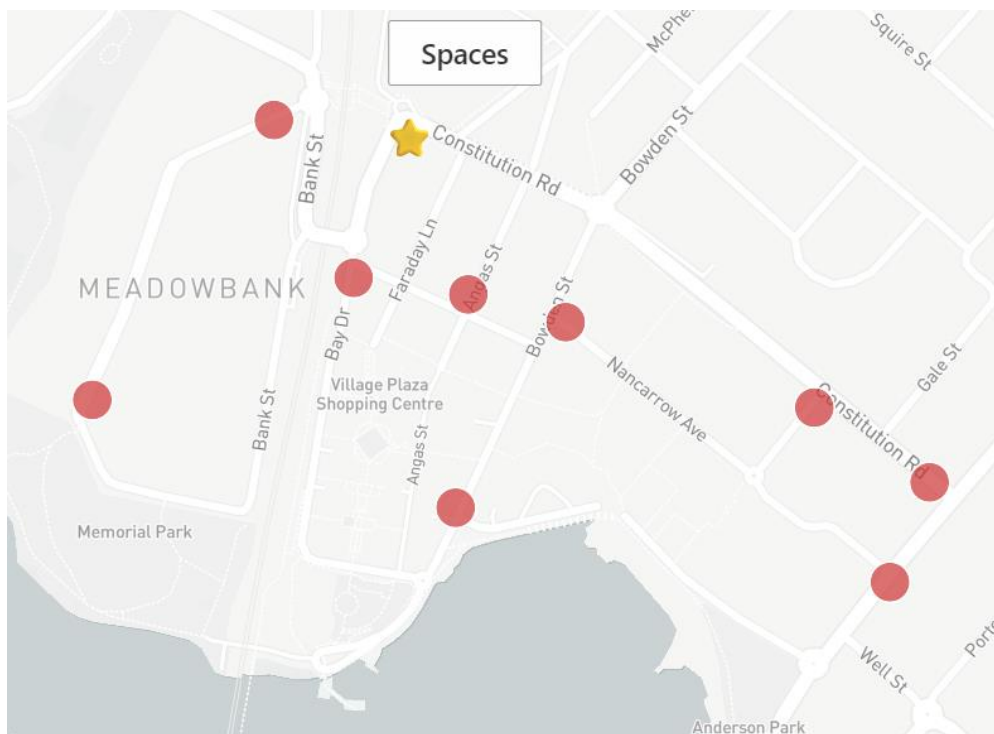 Spaces
Squire St
McPhe
Constitution Rd
Bowden St
Bank St
Faraday Ln
MEADOWBANK
Angas St
Bowden St
Bay Dr
Village Plaza
Shopping Centre
Nancarrow Ave
Gale St
Constitution Rd
Bank St
Angas St
Memorial Park
Porte
Well St
Anderson Park